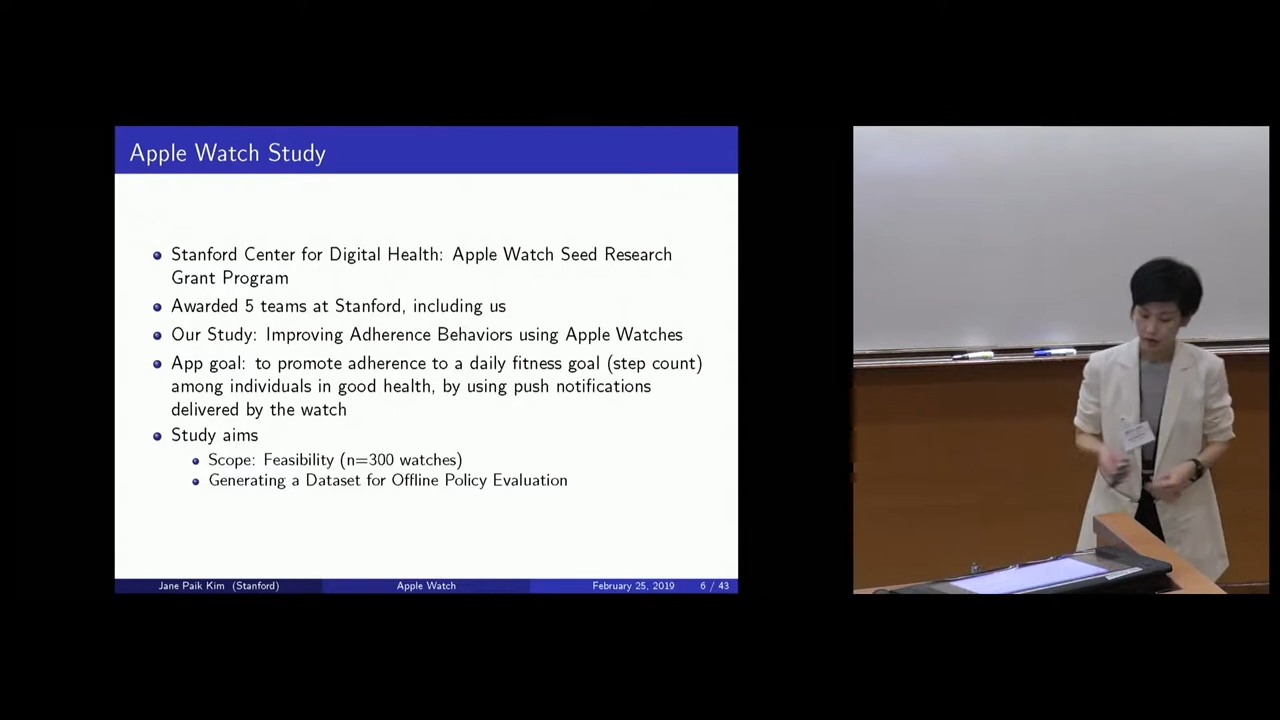 Apple Watch Study
Stanford Center for Digital Health: Apple Watch Seed Research
Grant Program
Awarded 5 teams at Stanford, including us
Our Study: Improving Adherence Behaviors using Apple Watches
App goal: to promote adherence to a daily fitness goal (step count)
among individuals in good health, by using push notifications
delivered by the watch
Study aims
Scope: Feasibility (n=300 watches)
Generating a Dataset for Offline Policy Evaluation
Jane Paik Kim (Stanford) Apple Watch February 25, 2019 6 / 43